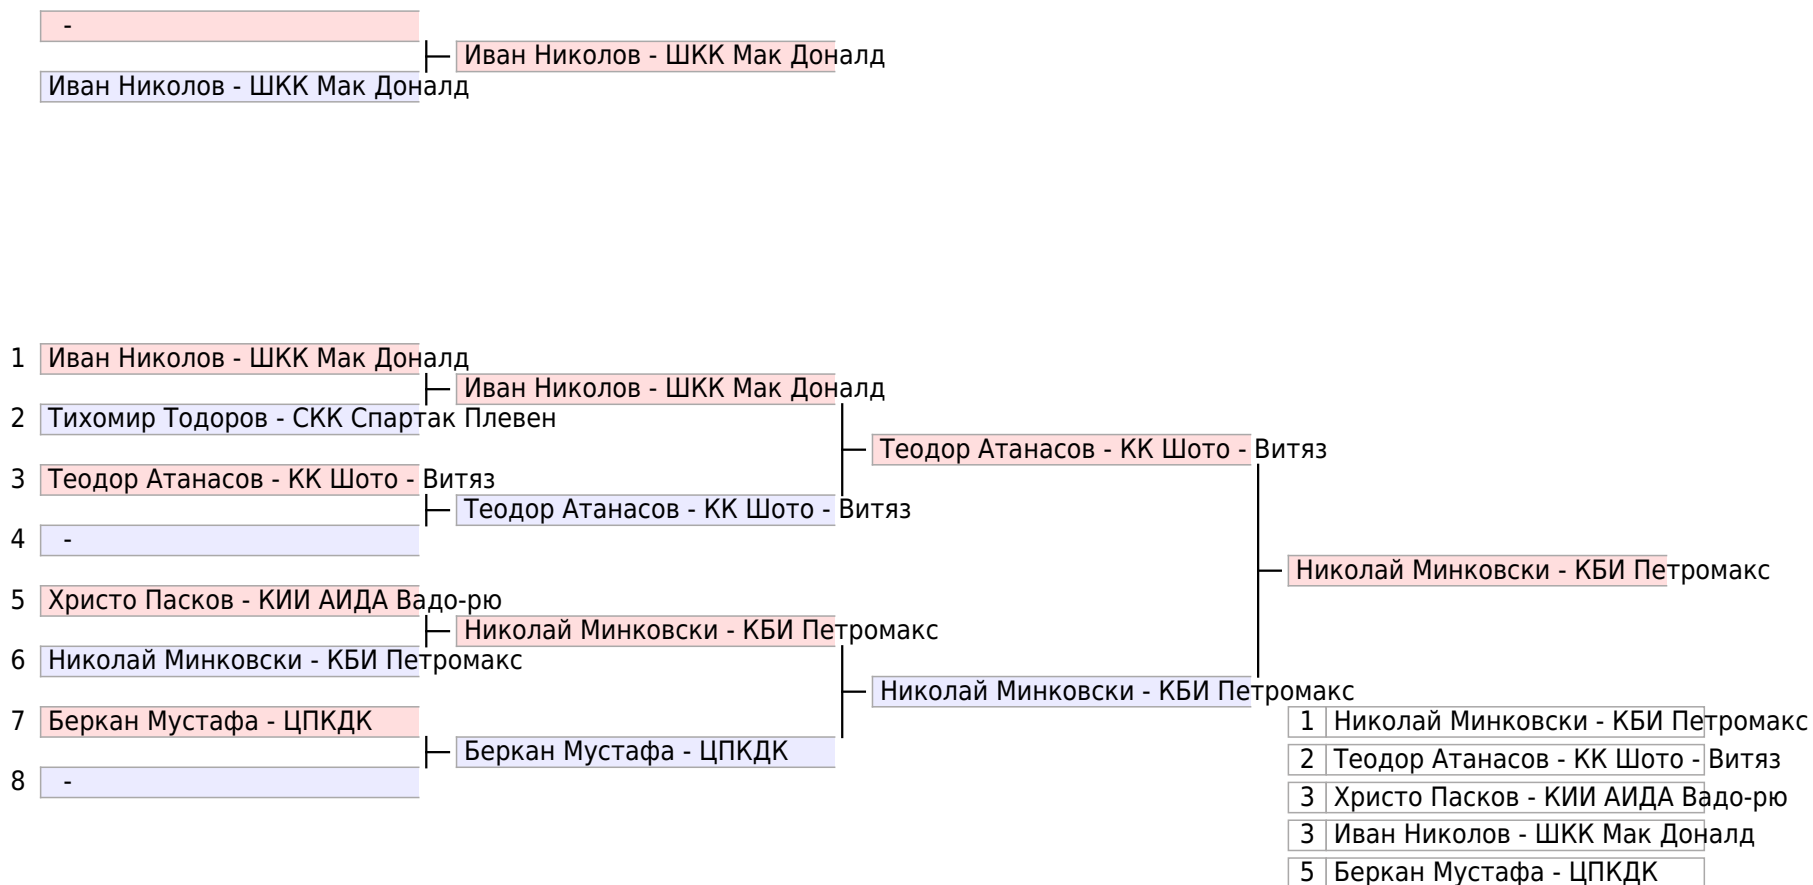 -
Иван Николов - ШКК Мак Доналд
Иван Николов - ШКК Мак Доналд
1 Иван Николов - ШКК Мак Доналд
Иван Николов - ШКК Мак Доналд
2 Тихомир Тодоров - СКК Спартак Плевен
Теодор Атанасов - КК Шото - Витяз
3 Теодор Атанасов - КК Шото - Витяз
Теодор Атанасов - КК Шото - Витяз
4 -
Николай Минковски - КБИ Петромакс
5 Христо Пасков - КИИ АИДА Вадо-рю
Николай Минковски - КБИ Петромакс
6 Николай Минковски - КБИ Петромакс
Николай Минковски - КБИ Петромакс
7 Беркан Мустафа - ЦПКДК
Беркан Мустафа - ЦПКДК
8 -
1 Николай Минковски - КБИ Петромакс
2 Теодор Атанасов - КК Шото - Витяз
3 Христо Пасков - КИИ АИДА Вадо-рю
3 Иван Николов - ШКК Мак Доналд
5 Беркан Мустафа - ЦПКДК